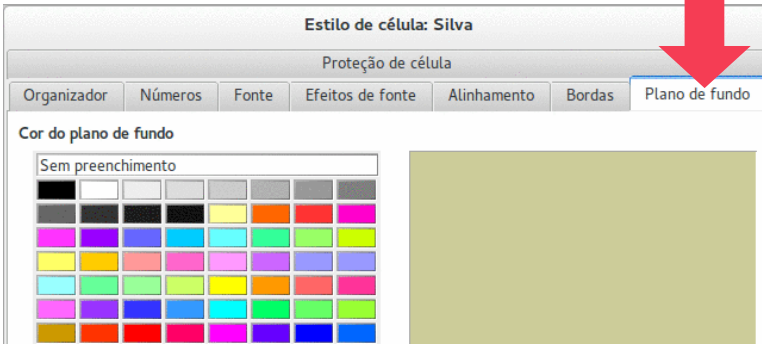 Estilo de célula: Silva
Proteção de célula
Organizador Números Fonte Efeitos de fonte Alinhamento Bordas Plano de fundo
Cor do plano de fundo
Sem preenchimento